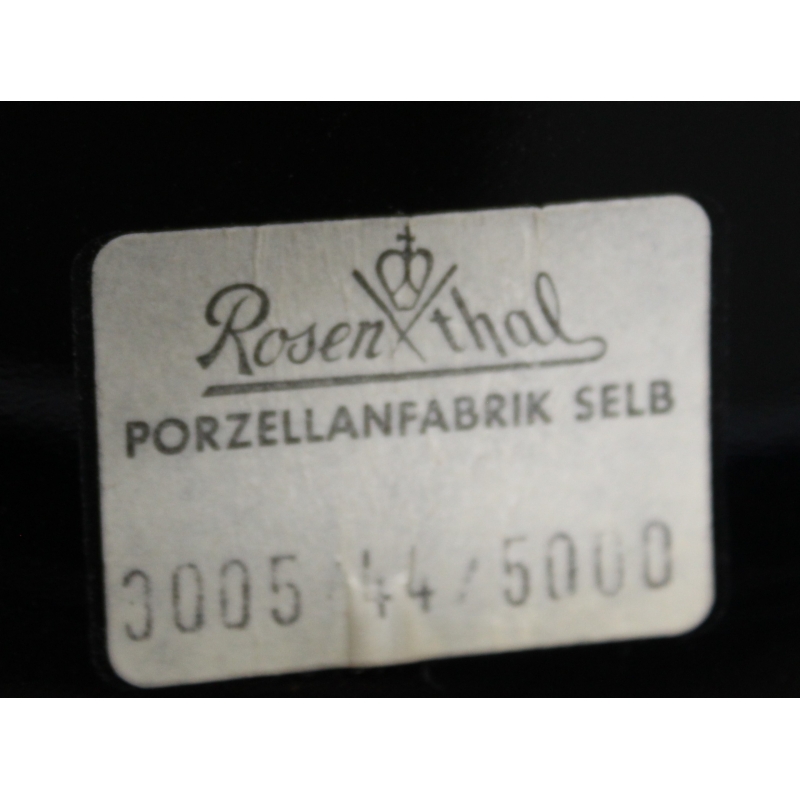 Rosenthal
PORZELLANFABRIK SELB
3005/44/5000